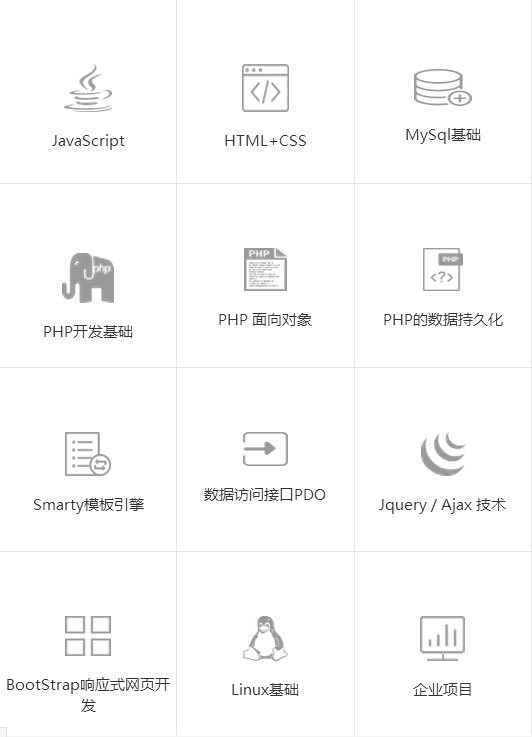 JavaScript
HTML+CSS
MySql基础
php
PHP开发基础
PHP
PHP 面向对象
PHP
<?>
PHP的数据持久化
Smarty模板引擎
数据访问接口PDO
Jquery / Ajax 技术
BootStrap响应式网页开
发
Linux基础
企业项目